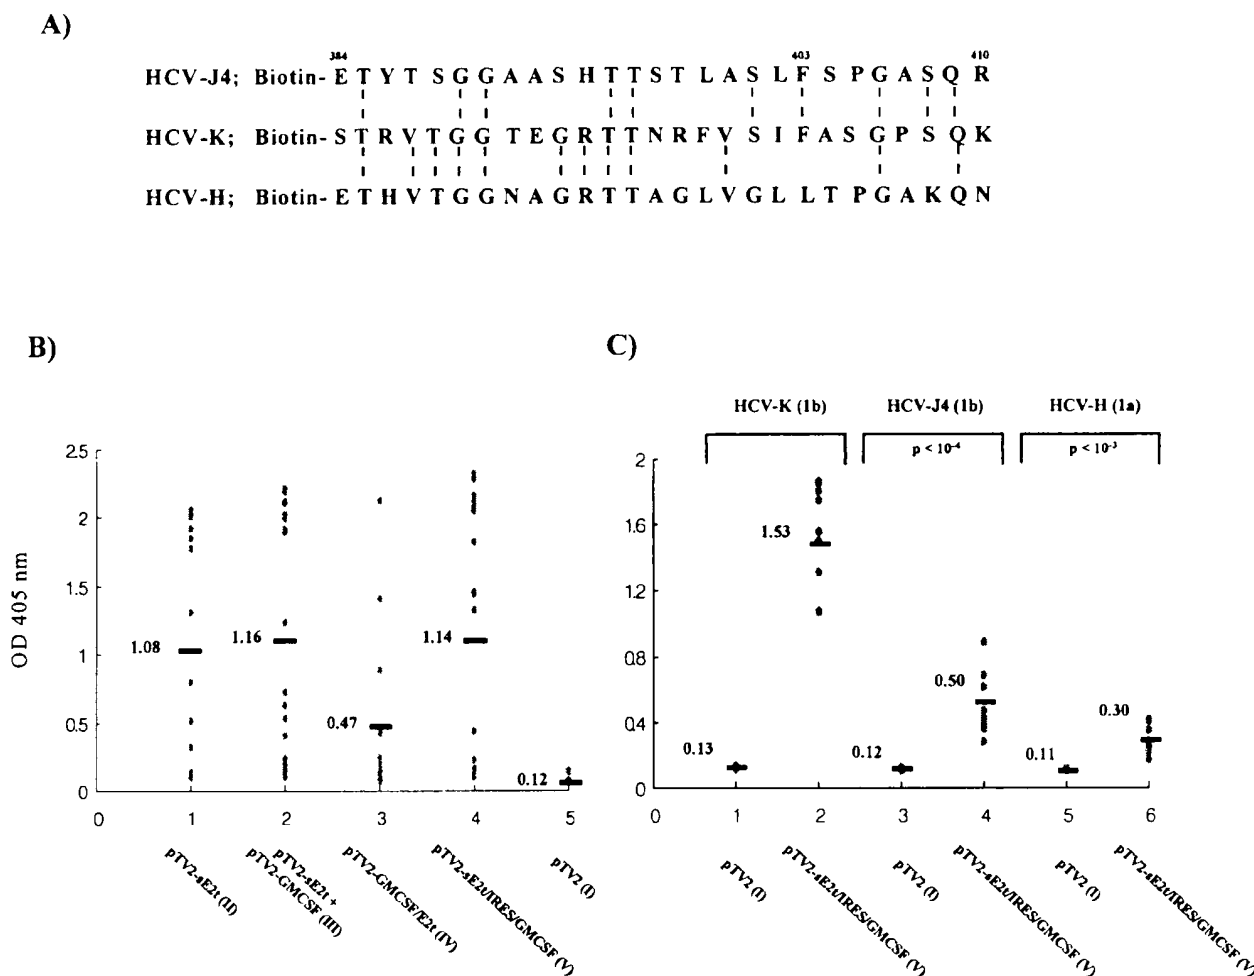 A)
384 403 410
HCV-J4; Biotin- E T Y T S G G A A S H T T S T L A S L F S P G A S Q R
HCV-K; Biotin- S T R V T G G T E G R T T N R F V S I F A S G P S Q K
HCV-H; Biotin- E T H V T G G N A G R T T A G L V G L L T P G A K Q N
B)
OD 405 nm
2.5
2
1.5
1
0.5
0
1.08
1.16
0.47
1.14
0.12
0 1 2 3 4 5
pTV2-sE2t (II)
pTV2-sE2t +
pTV2-GMCSF (III)
pTV2-GMCSF/E2t (IV)
pTV2-sE2t/IRES/GMCSF (V)
pTV2 (I)
C)
HCV-K (1b) HCV-J4 (1b) HCV-H (1a)
p < 10⁻⁴ p < 10⁻³
2
1.6
1.2
0.8
0.4
0
0.13
1.53
0.12
0.50
0.11
0.30
0 1 2 3 4 5 6
pTV2 (I)
pTV2-sE2t/IRES/GMCSF (V)
pTV2 (I)
pTV2-sE2t/IRES/GMCSF (V)
pTV2 (I)
pTV2-sE2t/IRES/GMCSF (V)